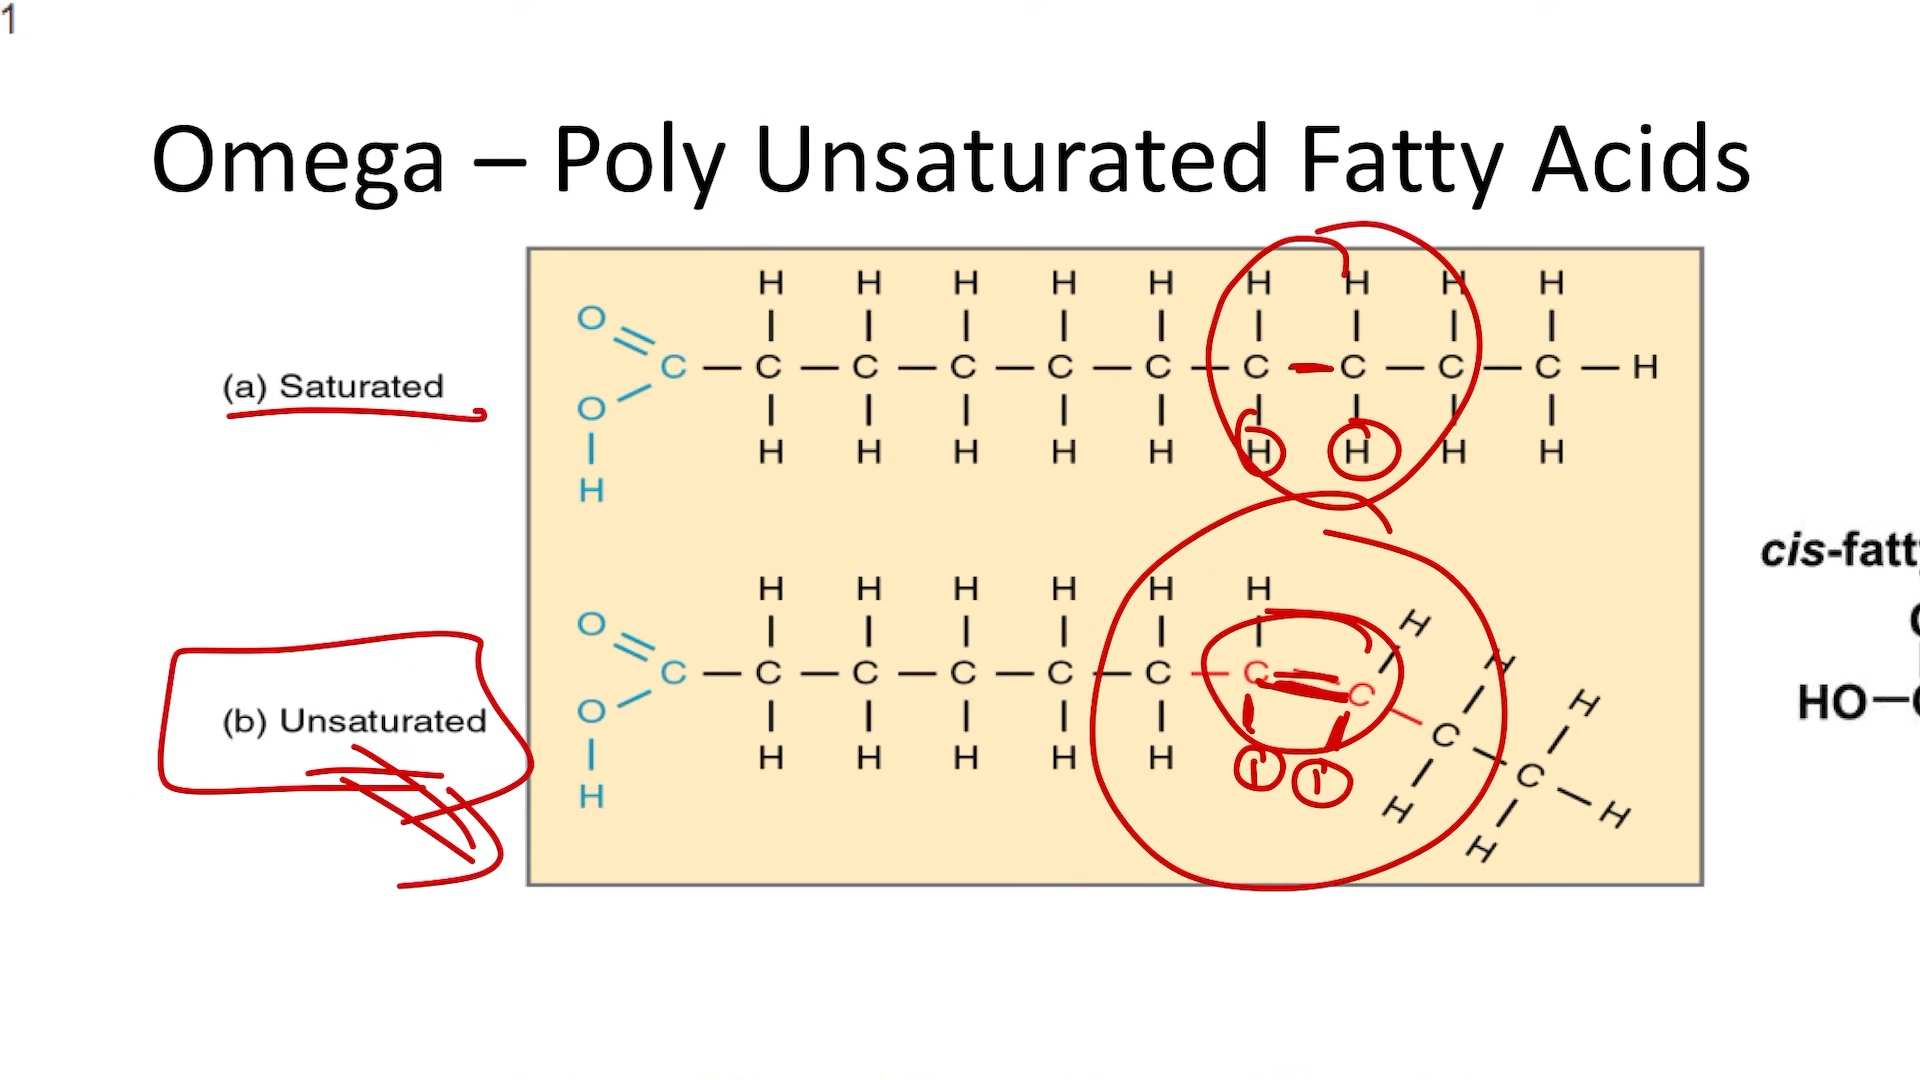 1
Omega – Poly Unsaturated Fatty Acids
H H H H H H H H H
O
(a) Saturated
C — C — C — C — C — C — C — C — C — C — H
O
H H H H H H H H H
H
cis-fatt
H H H H H H
O H
H
C — C — C — C — C — C — C = C
H
HO—
O
(b) Unsaturated
C
H H H H H
C
H
H
H
H